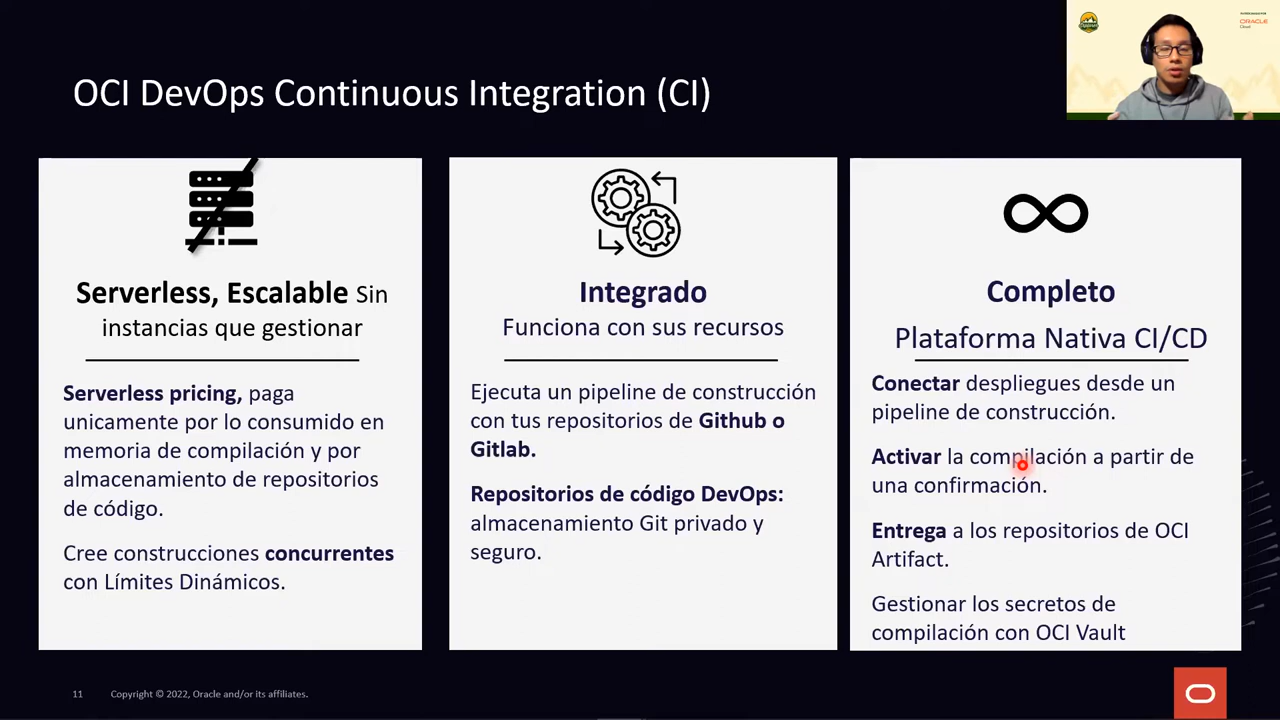 OCI DevOps Continuous Integration (CI)
Serverless, Escalable Sin
instancias que gestionar
Serverless pricing, paga
unicamente por lo consumido en
memoria de compilación y por
almacenamiento de repositorios
de código.
Cree construcciones concurrentes
con Límites Dinámicos.
Integrado
Funciona con sus recursos
Ejecuta un pipeline de construcción
con tus repositorios de Github o
Gitlab.
Repositorios de código DevOps:
almacenamiento Git privado y
seguro.
Completo
Plataforma Nativa CI/CD
Conectar despliegues desde un
pipeline de construcción.
Activar la compilación a partir de
una confirmación.
Entrega a los repositorios de OCI
Artifact.
Gestionar los secretos de
compilación con OCI Vault
11
Copyright © 2022, Oracle and/or its affiliates.
ORACLE
Cloud